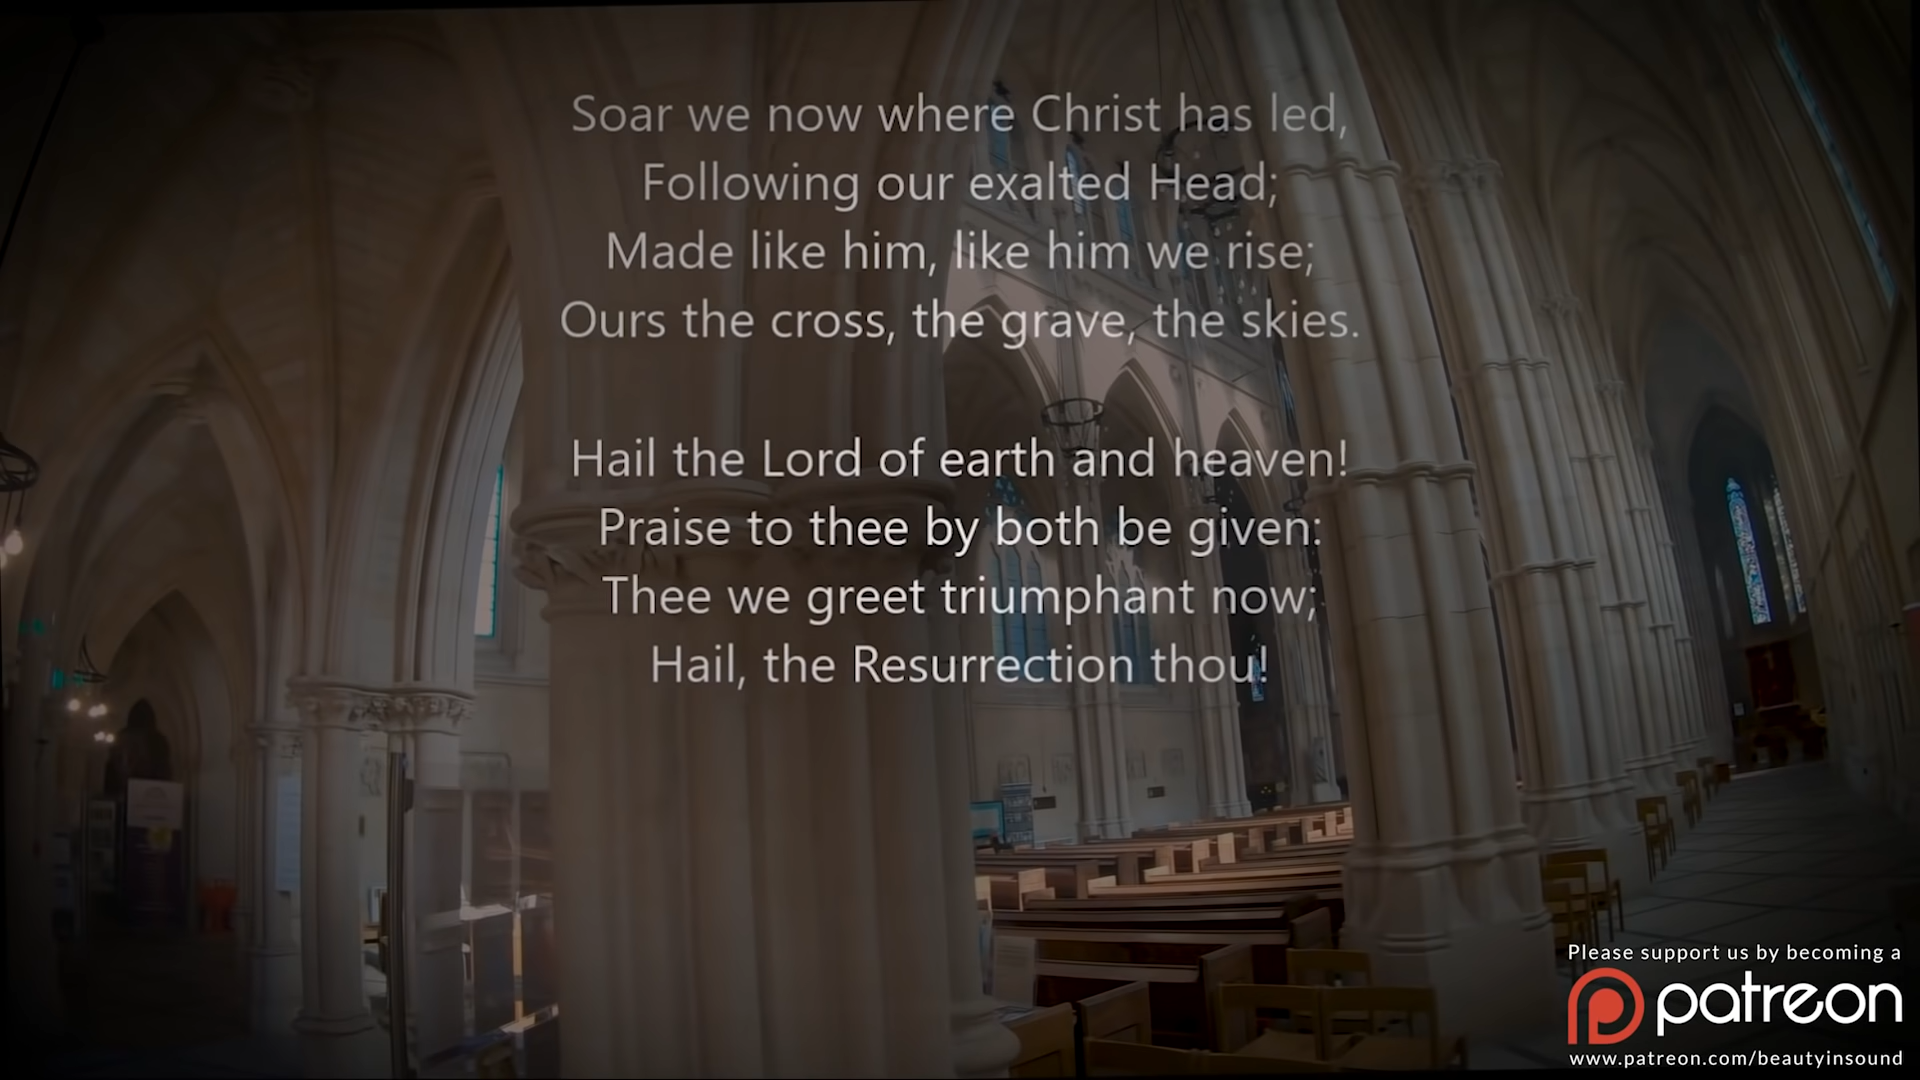 Soar we now where Christ has led,
Following our exalted Head;
Made like him, like him we rise;
Ours the cross, the grave, the skies.
Hail the Lord of earth and heaven!
Praise to thee by both be given:
Thee we greet triumphant now;
Hail, the Resurrection thou!
Please support us by becoming a
patreon
www.patreon.com/beautyinsound